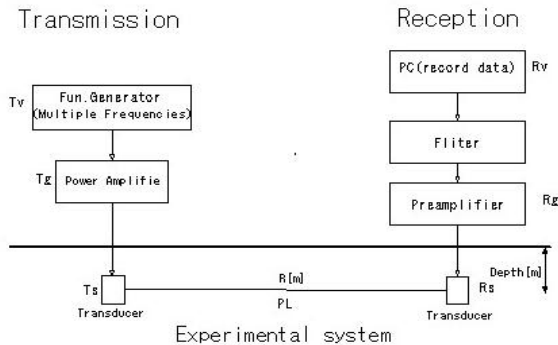 Transmission
Reception
Tv
Fun.Generator
(Multiple Frequencies)
PC(record data)
Rv
Fliter
Tg
Power Amplifie
Preamplifier
Rg
Depth[m]
Ts
R[m]
Rs
PL
Transducer
Transducer
Experimental system